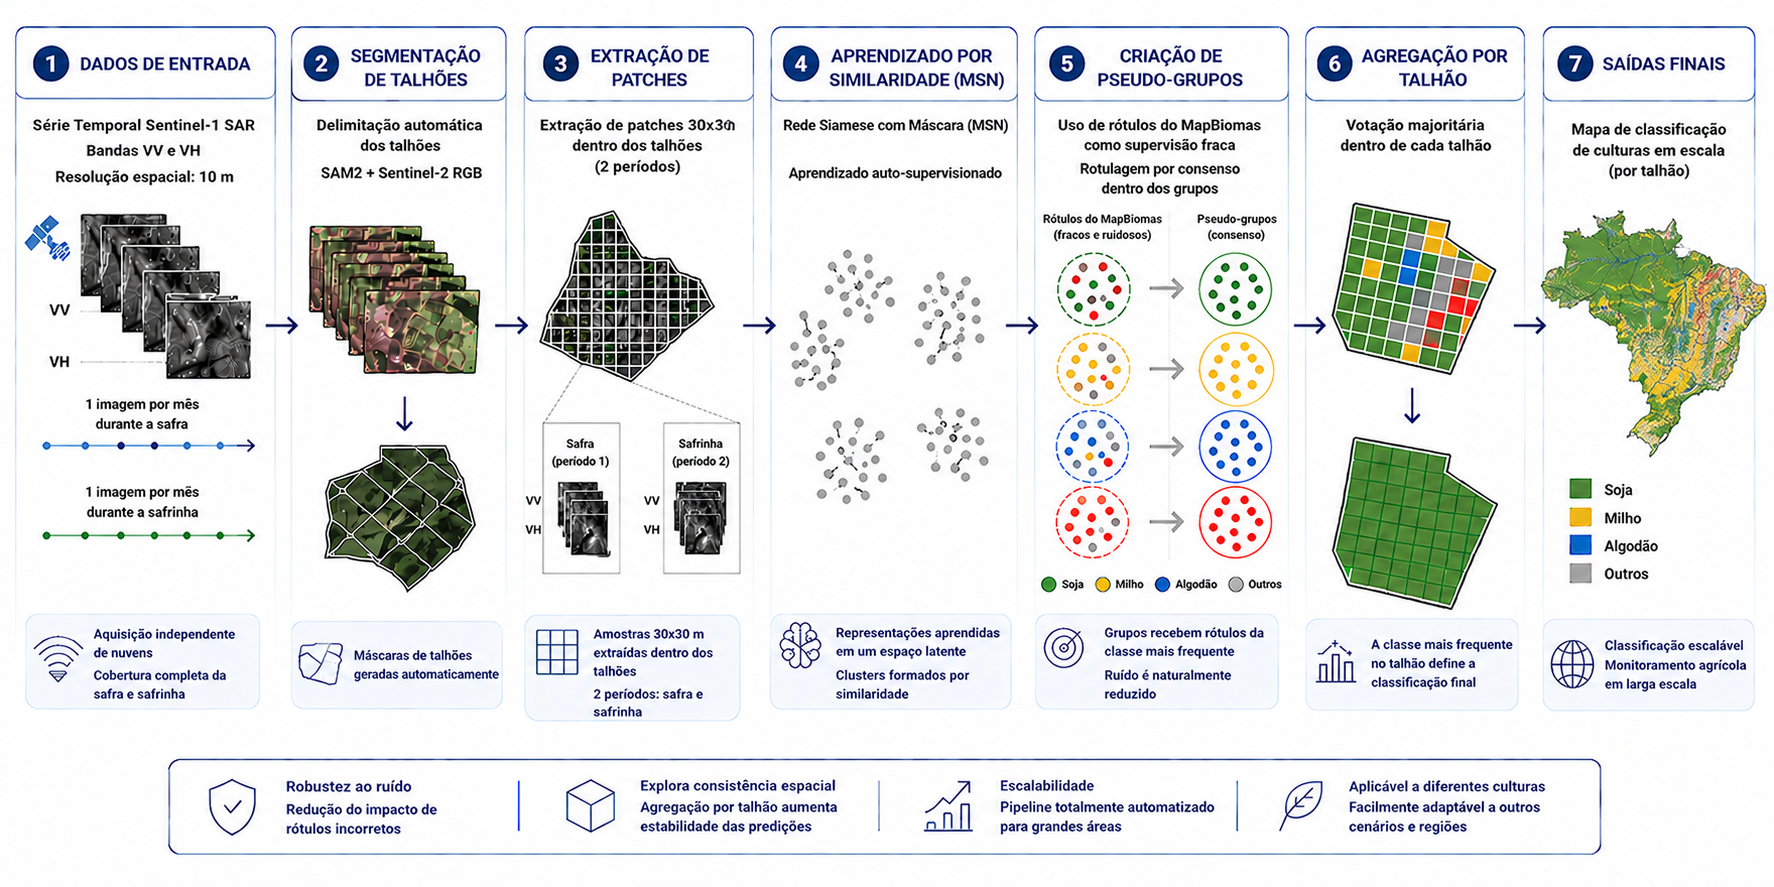 1 DADOS DE ENTRADA
Série Temporal Sentinel-1 SAR
Bandas VV e VH
Resolução espacial: 10 m
VV
VH
1 imagem por mês
durante a safra
1 imagem por mês
durante a safrinha
Aquisição independente
de nuvens
Cobertura completa da
safra e safrinha
2 SEGMENTAÇÃO
DE TALHÕES
Delimitação automática
dos talhões
SAM2 + Sentinel-2 RGB
Máscaras de talhões
geradas automaticamente
3 EXTRAÇÃO DE
PATCHES
Extração de patches 30x30m
dentro dos talhões
(2 períodos)
Safra
(período 1)
VV
VH
Safrinha
(período 2)
VV
VH
Amostras 30x30 m
extraídas dentro dos
talhões
2 períodos: safra e
safrinha
4 APRENDIZADO POR
SIMILARIDADE (MSN)
Rede Siamese com Máscara (MSN)
Aprendizado auto-supervisionado
Representações aprendidas
em um espaço latente
Clusters formados por
similaridade
5 CRIAÇÃO DE
PSEUDO-GRUPOS
Uso de rótulos do MapBiomas
como supervisão fraca
Rotulagem por consenso
dentro dos grupos
Rótulos do MapBiomas
(fracos e ruidosos)
Pseudo-grupos
(consenso)
Soja Milho Algodão Outros
Grupos recebem rótulos da
classe mais frequente
Ruído é naturalmente
reduzido
6 AGREGAÇÃO POR
TALHÃO
Votação majoritária
dentro de cada talhão
A classe mais frequente
no talhão define a
classificação final
7 SAÍDAS FINAIS
Mapa de classificação
de culturas em escala
(por talhão)
Soja
Milho
Algodão
Outros
Classificação escalável
Monitoramento agrícola
em larga escala
Robustez ao ruído
Redução do impacto de
rótulos incorretos
Explora consistência espacial
Agregação por talhão aumenta
estabilidade das predições
Escalabilidade
Pipeline totalmente automatizado
para grandes áreas
Aplicável a diferentes culturas
Facilmente adaptável a outros
cenários e regiões